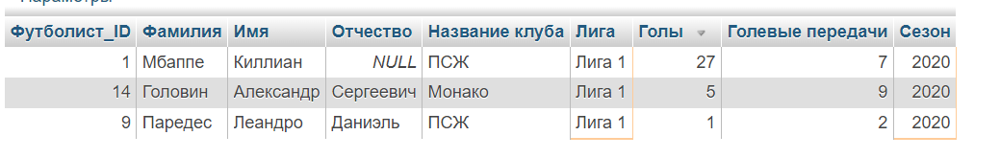 Параметры
Футболист_ID Фамилия Имя Отчество Название клуба Лига Голы Голевые передачи Сезон
1 Мбаппе Киллиан NULL ПСЖ Лига 1 27 7 2020
14 Головин Александр Сергеевич Монако Лига 1 5 9 2020
9 Паредес Леандро Даниэль ПСЖ Лига 1 1 2 2020